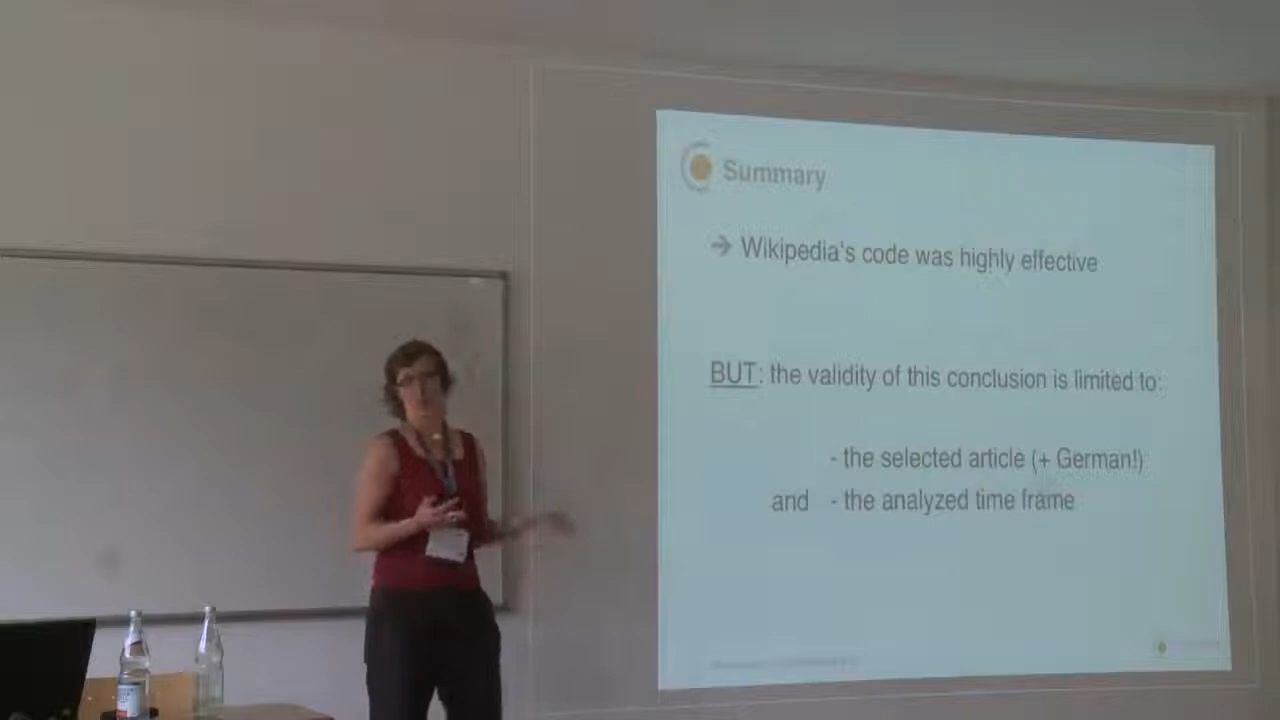 Summary
→ Wikipedia's code was highly effective
BUT: the validity of this conclusion is limited to:
- the selected article (+ German!)
and - the analyzed time frame